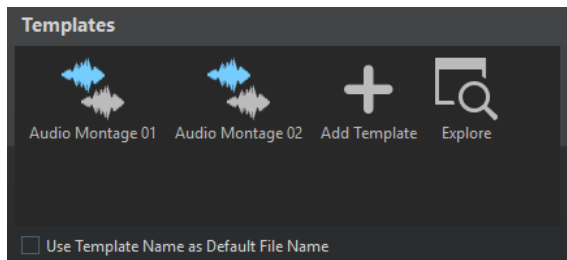 Templates
Audio Montage 01 Audio Montage 02 Add Template Explore
Use Template Name as Default File Name